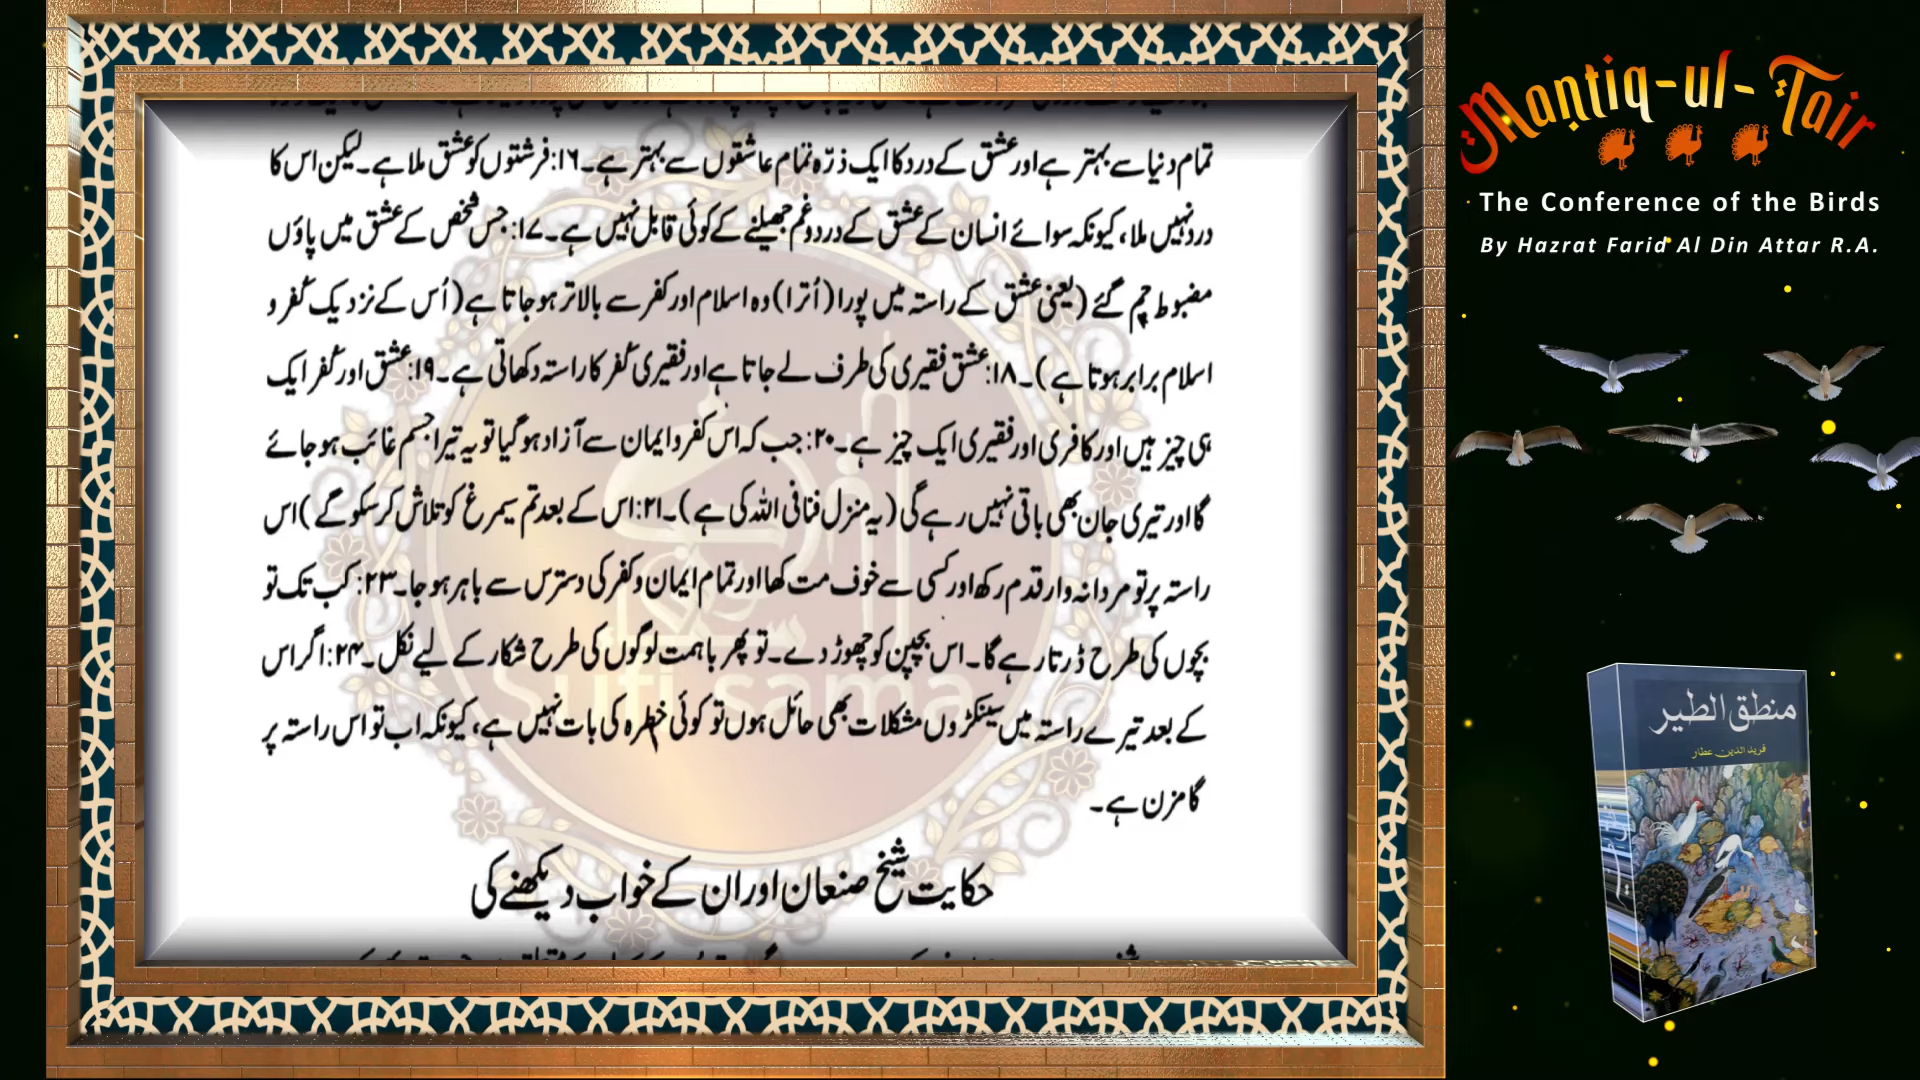 تمام دنیا سے بہتر ہے اور عشق کے درد کا ایک ذرّہ تمام عاشقوں سے بہتر ہے۔ ۱۶: فرشتوں کو عشق ملا ہے۔ لیکن اس کا
درد نہیں ملا، کیونکہ سوائے انسان کے عشق کے درد و غم جھیلنے کے کوئی قابل نہیں ہے۔ ۱۷: جس شخص کے عشق میں پاؤں
مضبوط جم گئے (یعنی عشق کے راستہ میں پورا (اُترا) وہ اسلام اور کفر سے بالاتر ہو جاتا ہے (اُس کے نزدیک کُفر و
اسلام برابر ہوتا ہے)۔ ۱۸: عشق فقیری کی طرف لے جاتا ہے اور فقیری کُفر کا راستہ دکھاتی ہے۔ ۱۹: عشق اور کُفر ایک
ہی چیز ہیں اور کافری اور فقیری ایک چیز ہے۔ ۲۰: جب کہ اس کفر و ایمان سے آزاد ہو گیا تو یہ تیرا جسم غائب ہو جائے
گا اور تیری جان بھی باقی نہیں رہے گی (یہ منزل فنا فی اللہ کی ہے)۔ ۲۱: اس کے بعد تم سیمرغ کو تلاش کر سکو گے) اس
راستہ پر تو مردانہ وار قدم رکھ اور کسی سے خوف مت کھا اور تمام ایمان و کفر کی دسترس سے باہر ہو جا۔ ۲۳: کب تک تو
بچوں کی طرح ڈرتا رہے گا۔ اس بچپن کو چھوڑ دے۔ تو پھر باہمت لوگوں کی طرح شکار کے لیے نکل۔ ۲۴: اگر اس
کے بعد تیرے راستہ میں سینکڑوں مشکلات بھی حائل ہوں تو کوئی خطرہ کی بات نہیں ہے، کیونکہ اب تو اس راستہ پر
گامزن ہے۔
حکایت شیخ صنعان اور ان کے خواب دیکھنے کی
Sufi sama
Mantiq-ul-Tair
The Conference of the Birds
By Hazrat Farid Al Din Attar R.A.
منطق الطیر
فرید الدین عطار